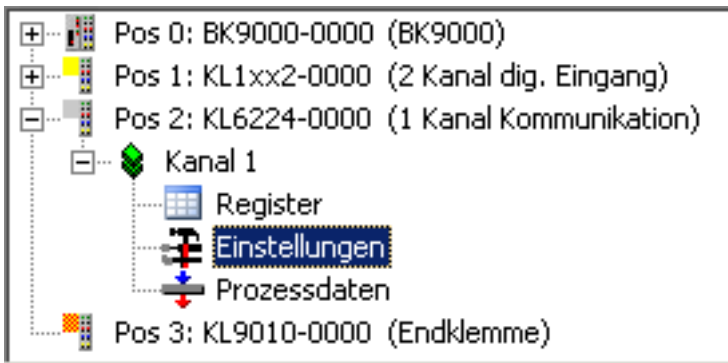 Pos 0: BK9000-0000 (BK9000)
Pos 1: KL1xx2-0000 (2 Kanal dig. Eingang)
Pos 2: KL6224-0000 (1 Kanal Kommunikation)
Kanal 1
Register
Einstellungen
Prozessdaten
Pos 3: KL9010-0000 (Endklemme)